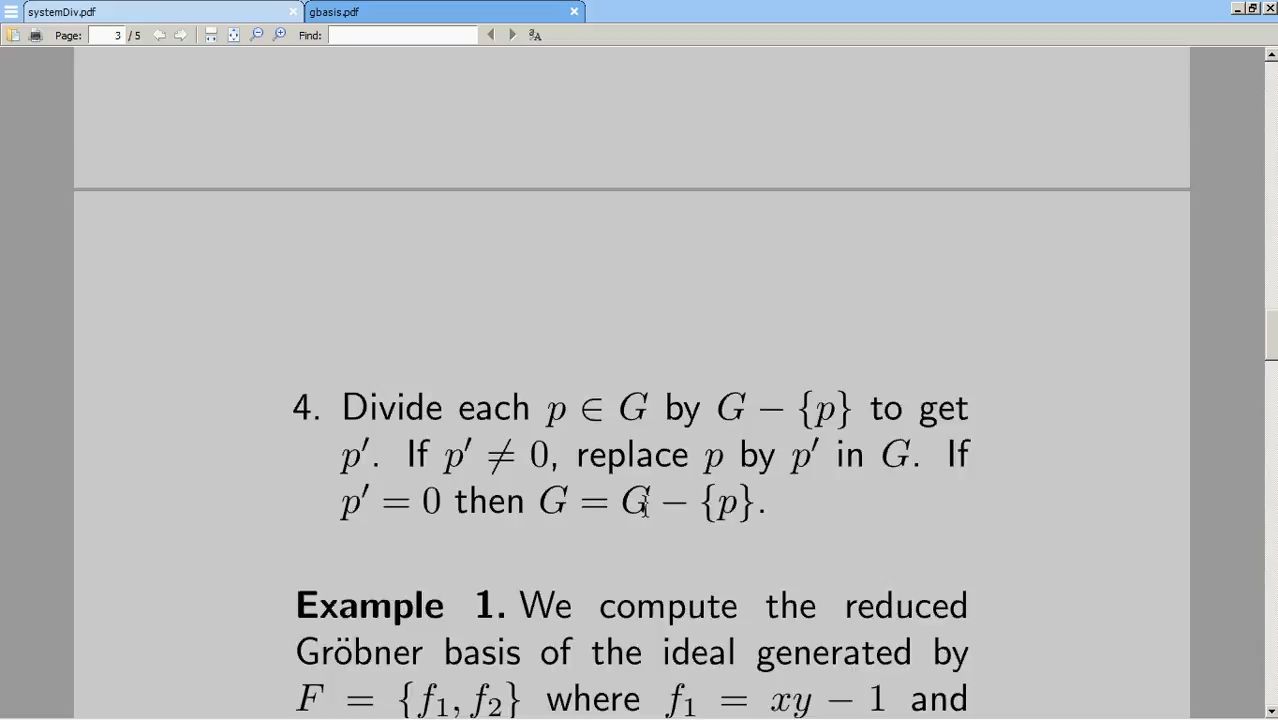 systemDiv.pdf
gbasis.pdf
Page: 3 / 5 Find:
4. Divide each p ∈ G by G − {p} to get
p′. If p′ ≠ 0, replace p by p′ in G. If
p′ = 0 then G = G − {p}.
Example 1. We compute the reduced
Gröbner basis of the ideal generated by
F = {f₁, f₂} where f₁ = xy − 1 and